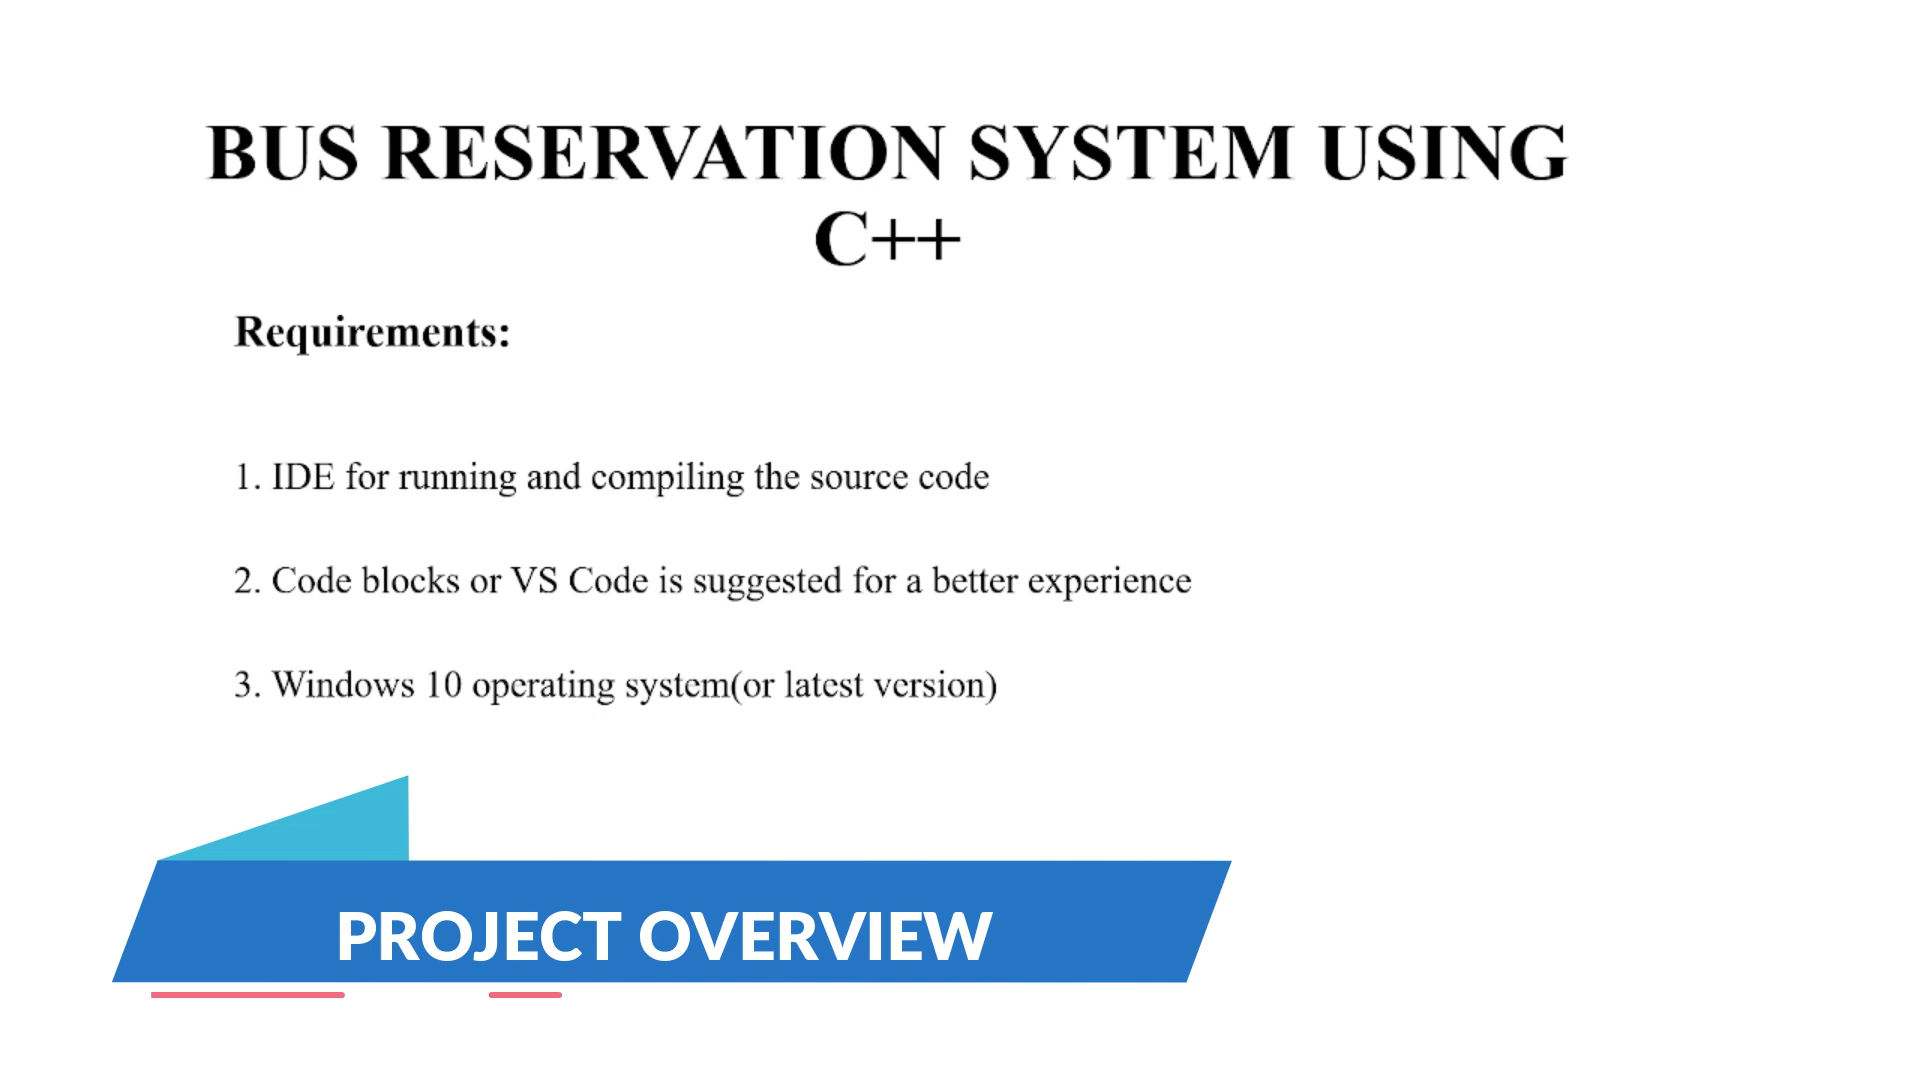 BUS RESERVATION SYSTEM USING
C++
Requirements:
1. IDE for running and compiling the source code
2. Code blocks or VS Code is suggested for a better experience
3. Windows 10 operating system(or latest version)
PROJECT OVERVIEW